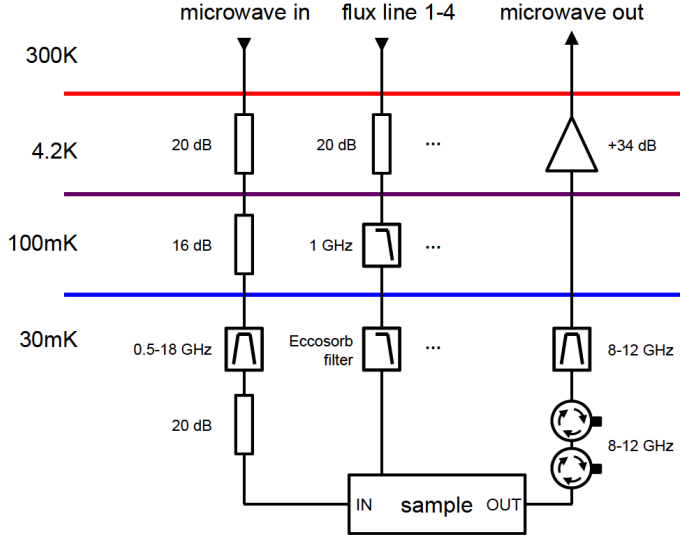 microwave in flux line 1-4 microwave out
300K
4.2K 20 dB 20 dB ... +34 dB
100mK 16 dB 1 GHz ...
30mK 0.5-18 GHz Eccosorb filter ... 8-12 GHz
20 dB 8-12 GHz
IN sample OUT